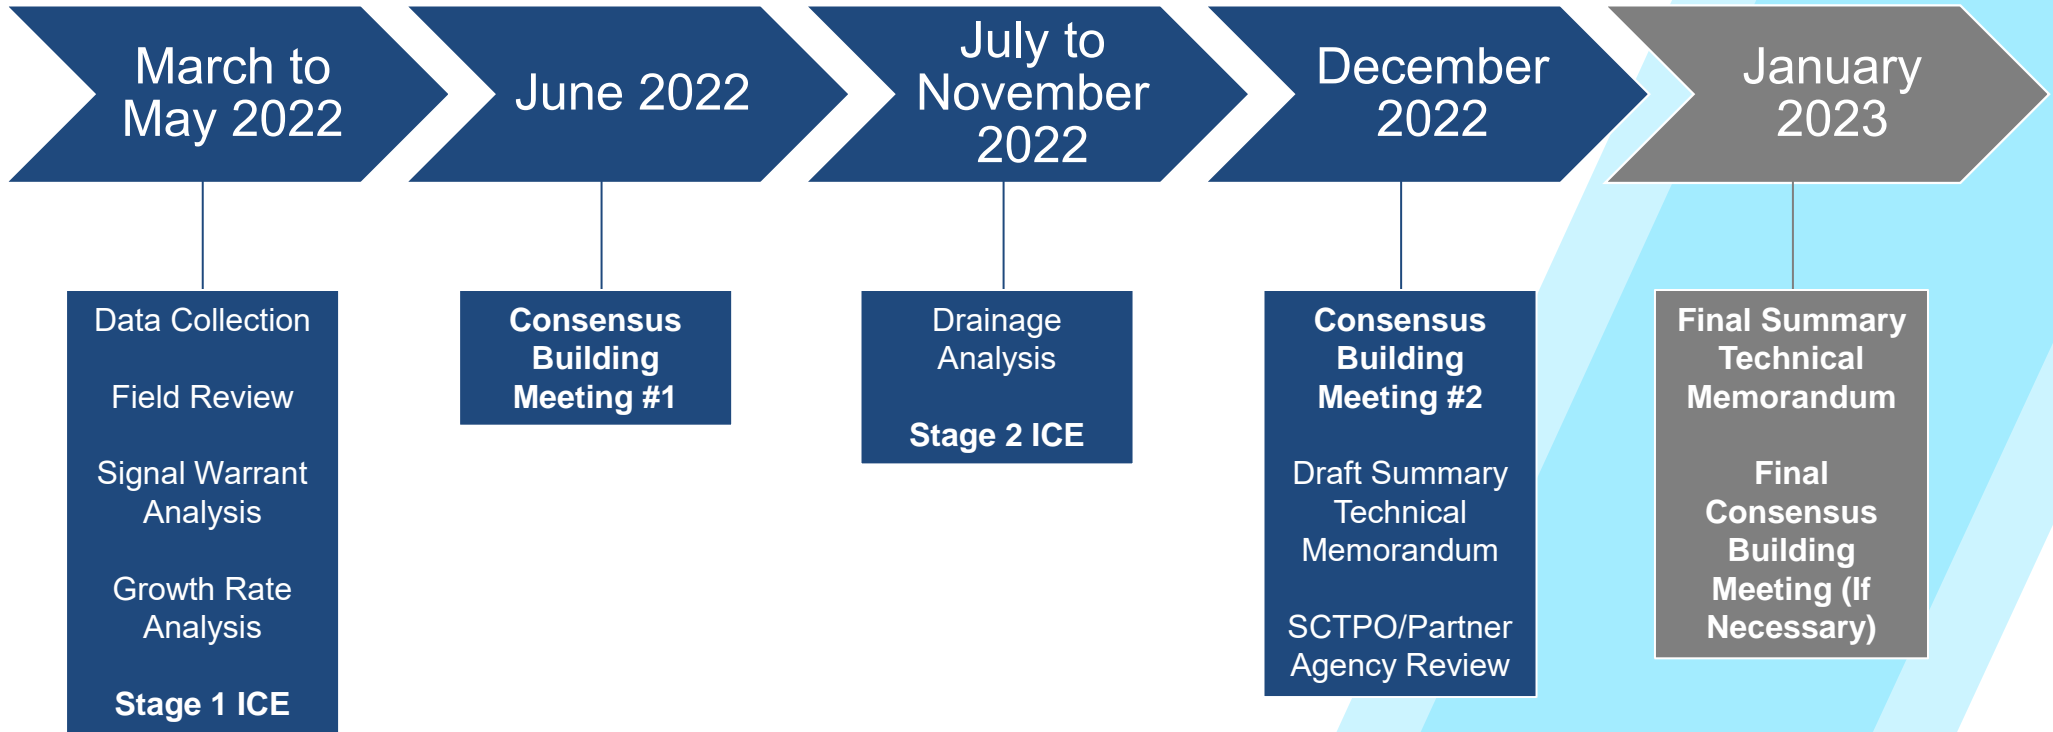 March to
May 2022
June 2022
July to
November
2022
December
2022
January
2023
Data Collection
Field Review
Signal Warrant
Analysis
Growth Rate
Analysis
Stage 1 ICE
Consensus
Building
Meeting #1
Drainage
Analysis
Stage 2 ICE
Consensus
Building
Meeting #2
Draft Summary
Technical
Memorandum
SCTPO/Partner
Agency Review
Final Summary
Technical
Memorandum
Final
Consensus
Building
Meeting (If
Necessary)